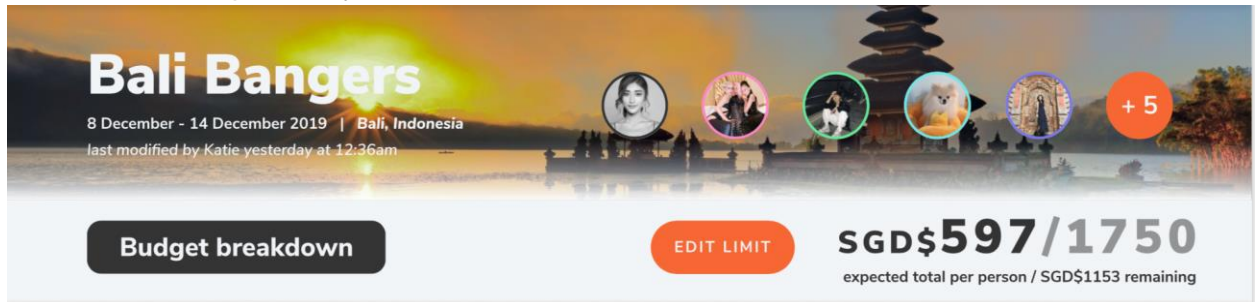 Bali Bangers
8 December - 14 December 2019 | Bali, Indonesia
last modified by Katie yesterday at 12:36am
+ 5
Budget breakdown
EDIT LIMIT
SGD$597/1750
expected total per person / SGD$1153 remaining